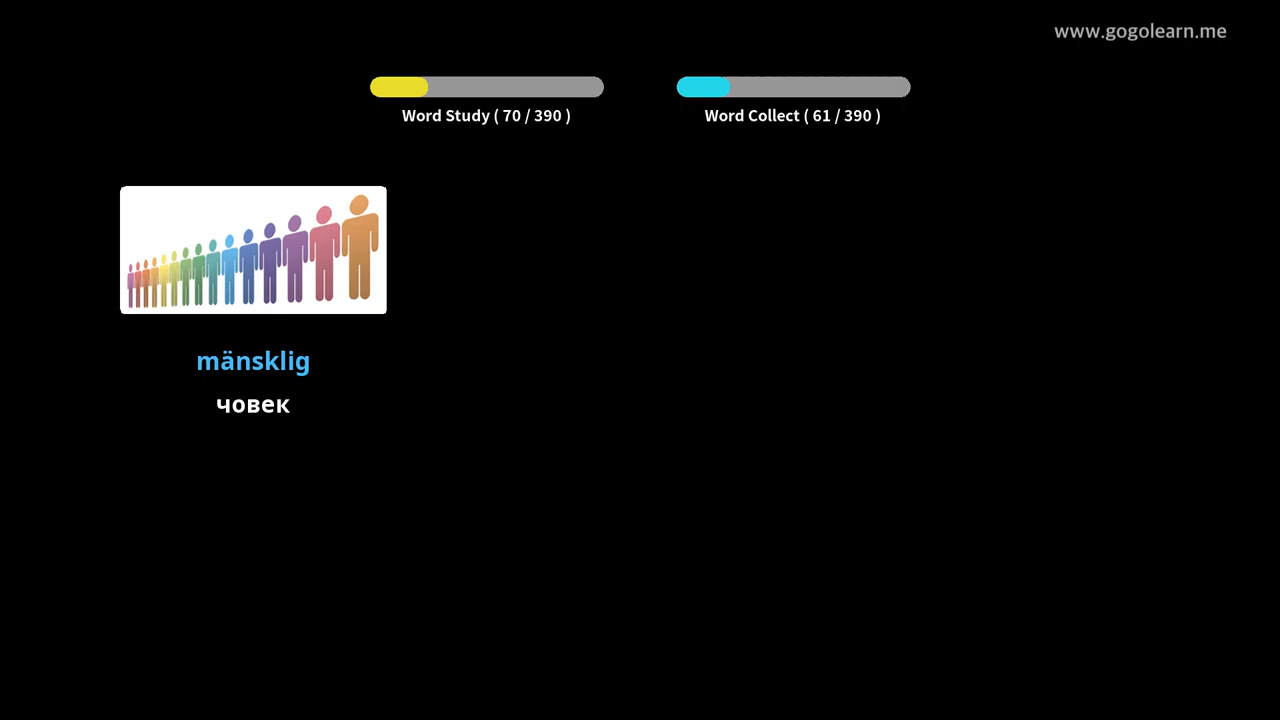 www.gogolearn.me
Word Study ( 70 / 390 )
Word Collect ( 61 / 390 )
mänsklig
човек